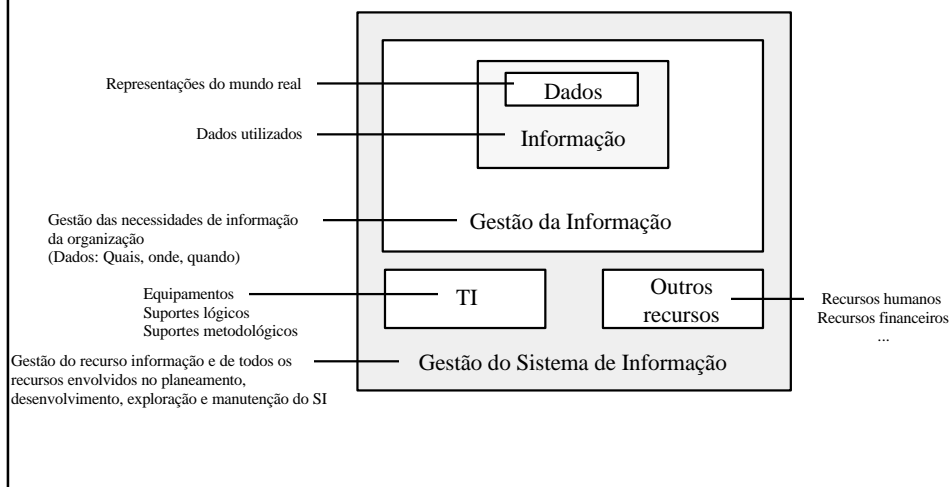 Representações do mundo real
Dados
Dados utilizados
Informação
Gestão das necessidades de informação
da organização
(Dados: Quais, onde, quando)
Gestão da Informação
Equipamentos
Suportes lógicos
Suportes metodológicos
TI
Outros
recursos
Recursos humanos
Recursos financeiros
...
Gestão do recurso informação e de todos os
recursos envolvidos no planeamento,
desenvolvimento, exploração e manutenção do SI
Gestão do Sistema de Informação